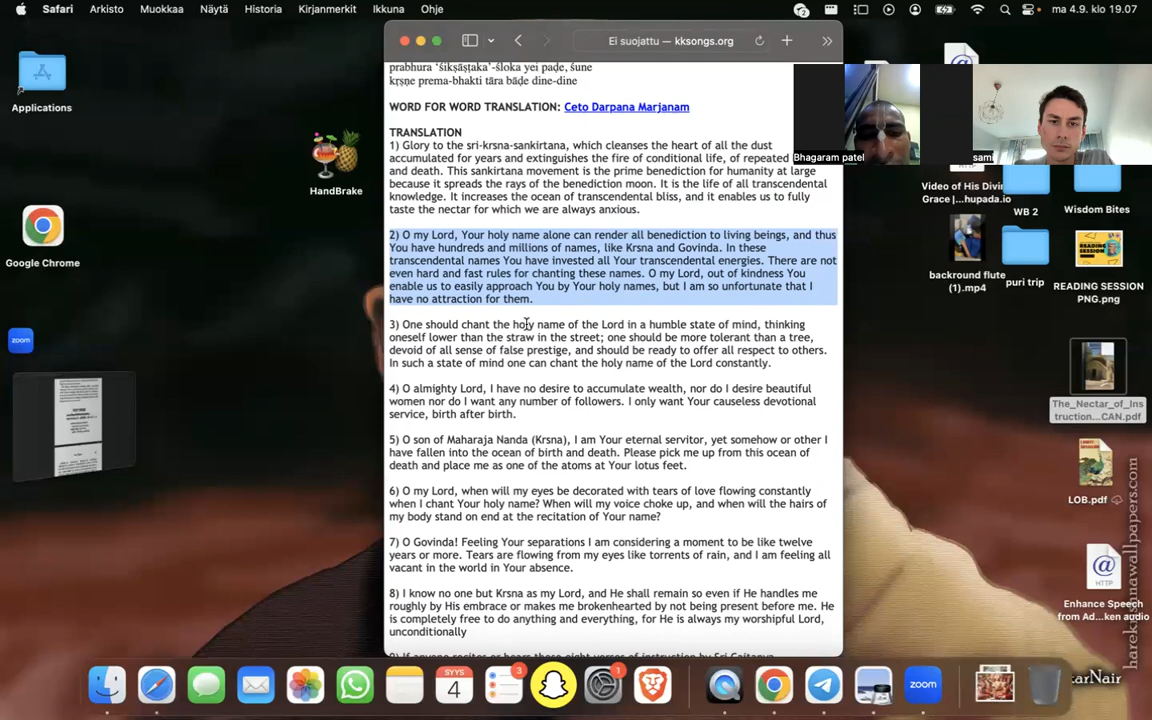 Safari Arkisto Muokkaa Näytä Historia Kirjanmerkit Ikkuna Ohje
2
ma 4.9. klo 19.07
Ei suojattu — kksongs.org
prabhura ‘śikṣāṣṭaka’-śloka yei paḍe, śune
kṛṣṇe prema-bhakti tāra bāḍe dine-dine
WORD FOR WORD TRANSLATION: Ceto Darpana Marjanam
TRANSLATION
1) Glory to the sri-krsna-sankirtana, which cleanses the heart of all the dust
accumulated for years and extinguishes the fire of conditional life, of repeated
and death. This sankirtana movement is the prime benediction for humanity at large
because it spreads the rays of the benediction moon. It is the life of all transcendental
knowledge. It increases the ocean of transcendental bliss, and it enables us to fully
taste the nectar for which we are always anxious.
2) O my Lord, Your holy name alone can render all benediction to living beings, and thus
You have hundreds and millions of names, like Krsna and Govinda. In these
transcendental names You have invested all Your transcendental energies. There are not
even hard and fast rules for chanting these names. O my Lord, out of kindness You
enable us to easily approach You by Your holy names, but I am so unfortunate that I
have no attraction for them.
3) One should chant the holy name of the Lord in a humble state of mind, thinking
oneself lower than the straw in the street; one should be more tolerant than a tree,
devoid of all sense of false prestige, and should be ready to offer all respect to others.
In such a state of mind one can chant the holy name of the Lord constantly.
4) O almighty Lord, I have no desire to accumulate wealth, nor do I desire beautiful
women nor do I want any number of followers. I only want Your causeless devotional
service, birth after birth.
5) O son of Maharaja Nanda (Krsna), I am Your eternal servitor, yet somehow or other I
have fallen into the ocean of birth and death. Please pick me up from this ocean of
death and place me as one of the atoms at Your lotus feet.
6) O my Lord, when will my eyes be decorated with tears of love flowing constantly
when I chant Your holy name? When will my voice choke up, and when will the hairs of
my body stand on end at the recitation of Your name?
7) O Govinda! Feeling Your separations I am considering a moment to be like twelve
years or more. Tears are flowing from my eyes like torrents of rain, and I am feeling all
vacant in the world in Your absence.
8) I know no one but Krsna as my Lord, and He shall remain so even if He handles me
roughly by His embrace or makes me brokenhearted by not being present before me. He
is completely free to do anything and everything, for He is always my worshipful Lord,
unconditionally
Applications
HandBrake
Google Chrome
zoom
Bhagaram patel
sami
Video of His Divi
Grace |...hupada.io
WB 2
Wisdom Bites
backround flute
(1).mp4
puri trip
READING
SESSION
READING SESSION
PNG.png
The_Nectar_of_Ins
truction...CAN.pdf
LOB.pdf
HTTP
Enhance Speech
from Ad...ken audio
harekrsnawallpapers.com
tarNair
SYYS
4
3
1
zoom